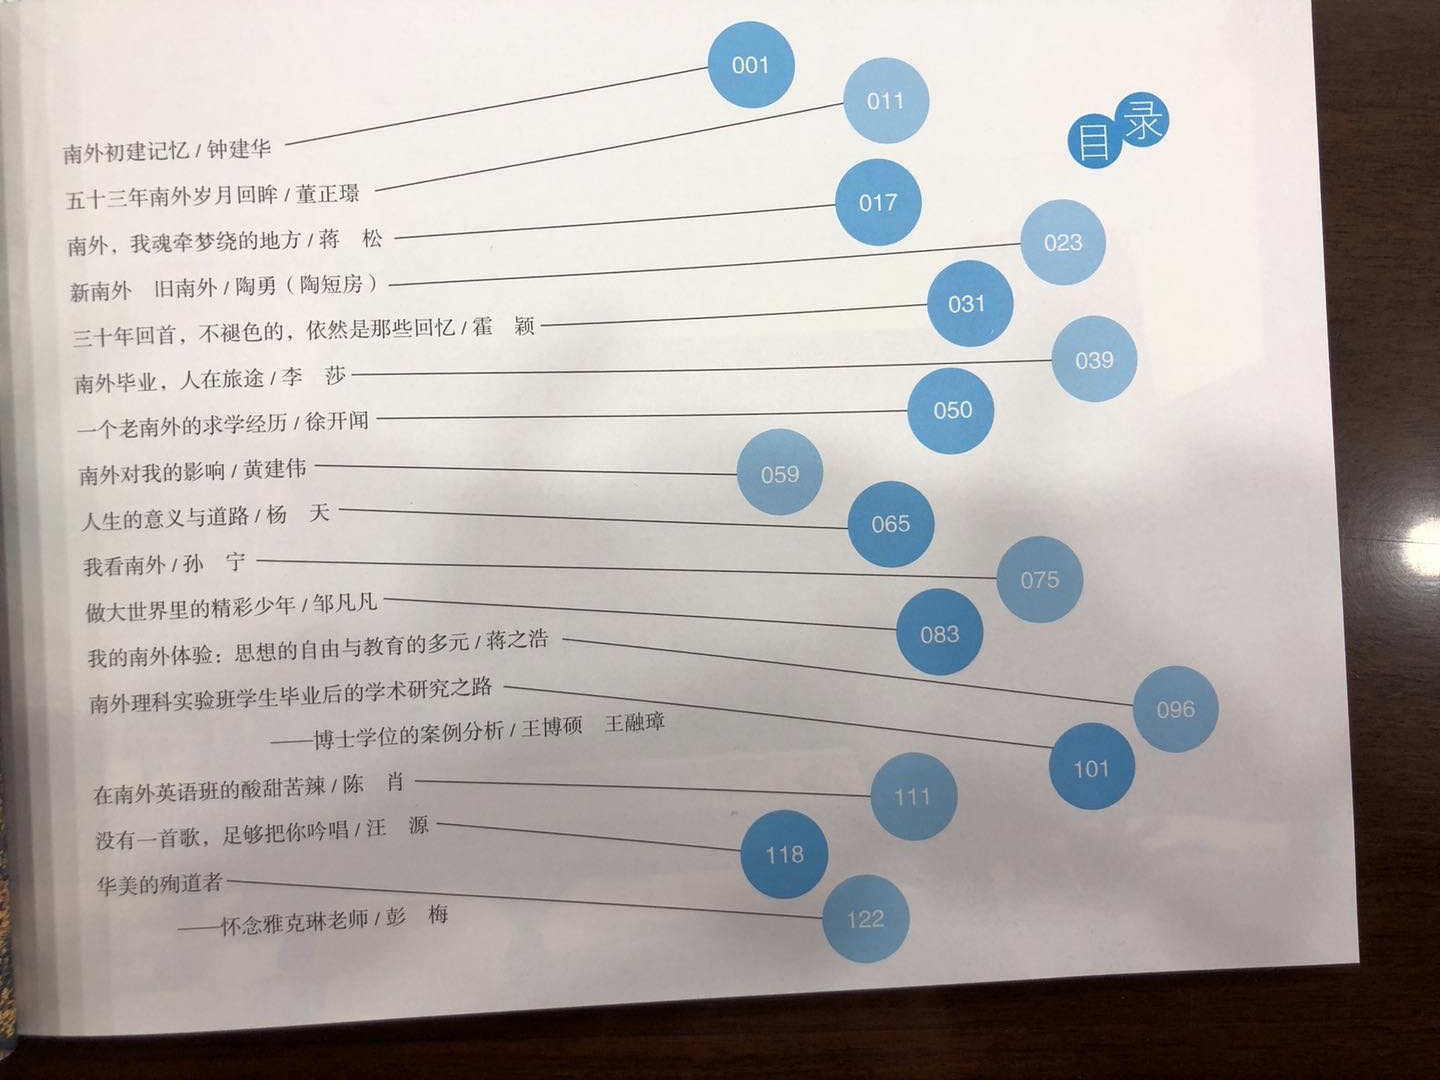 目录
南外初建记忆 / 钟建华 001
五十三年南外岁月回眸 / 董正璟 011
南外，我魂牵梦绕的地方 / 蒋　松 017
新南外　旧南外 / 陶勇（陶短房） 023
三十年回首，不褪色的，依然是那些回忆 / 霍　颖 031
南外毕业，人在旅途 / 李　莎 039
一个老南外的求学经历 / 徐开闻 050
南外对我的影响 / 黄建伟 059
人生的意义与道路 / 杨　天 065
我看南外 / 孙　宁 075
做大世界里的精彩少年 / 邹凡凡 083
我的南外体验：思想的自由与教育的多元 / 蒋之浩 096
南外理科实验班学生毕业后的学术研究之路 101
——博士学位的案例分析 / 王博硕　王融璋
在南外英语班的酸甜苦辣 / 陈　肖 111
没有一首歌，足够把你吟唱 / 汪　源 118
华美的殉道者 122
——怀念雅克琳老师 / 彭　梅